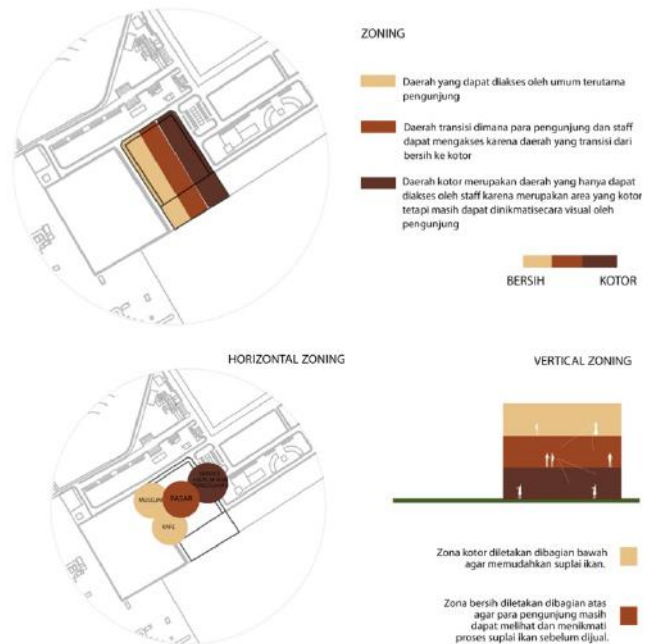 ZONING
Daerah yang dapat diakses oleh umum terutama
pengunjung
Daerah transisi dimana para pengunjung dan staff
dapat mengakses karena daerah yang transisi dari
bersih ke kotor
Daerah kotor merupakan daerah yang hanya dapat
diakses oleh staff karena merupakan area yang kotor
tetapi masih dapat dinikmatisecara visual oleh
pengunjung
BERSIH KOTOR
HORIZONTAL ZONING
VERTICAL ZONING
MUSEUM
PASAR
KAFE
Zona kotor diletakan dibagian bawah
agar memudahkan suplai ikan.
Zona bersih diletakan dibagian atas
agar para pengunjung masih
dapat melihat dan menikmati
proses suplai ikan sebelum dijual.